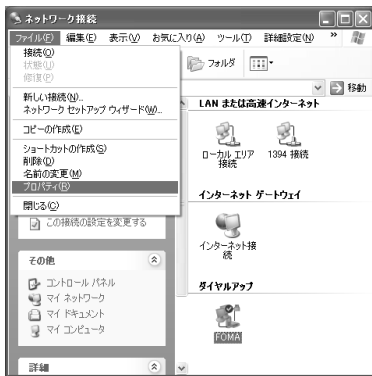 ネットワーク接続
ファイル(F) 編集(E) 表示(V) お気に入り(A) ツール(T) 詳細設定(N) »
接続(O)
状態(U)
修復(P)
新しい接続(N)...
ネットワーク セットアップ ウィザード(W)...
コピーの作成(C)
ショートカットの作成(S)
削除(D)
名前の変更(M)
プロパティ(R)
閉じる(C)
フォルダ
移動
この接続の設定を変更する
その他
コントロール パネル
マイ ネットワーク
マイ ドキュメント
マイ コンピュータ
詳細
LAN または高速インターネット
ローカル エリア
接続
1394 接続
インターネット ゲートウェイ
インターネット接
続
ダイヤルアップ
FOMA